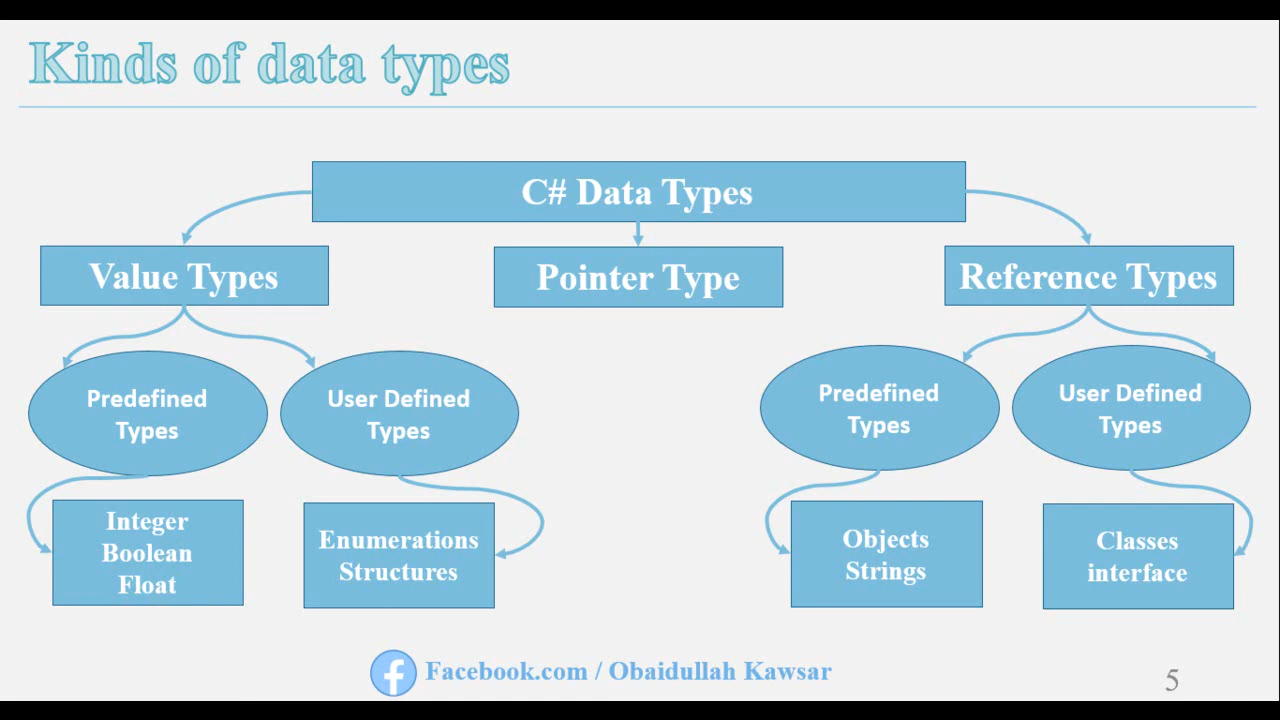 Kinds of data types
C# Data Types
Value Types
Pointer Type
Reference Types
Predefined
Types
User Defined
Types
Predefined
Types
User Defined
Types
Integer
Boolean
Float
Enumerations
Structures
Objects
Strings
Classes
interface
Facebook.com / Obaidullah Kawsar
5